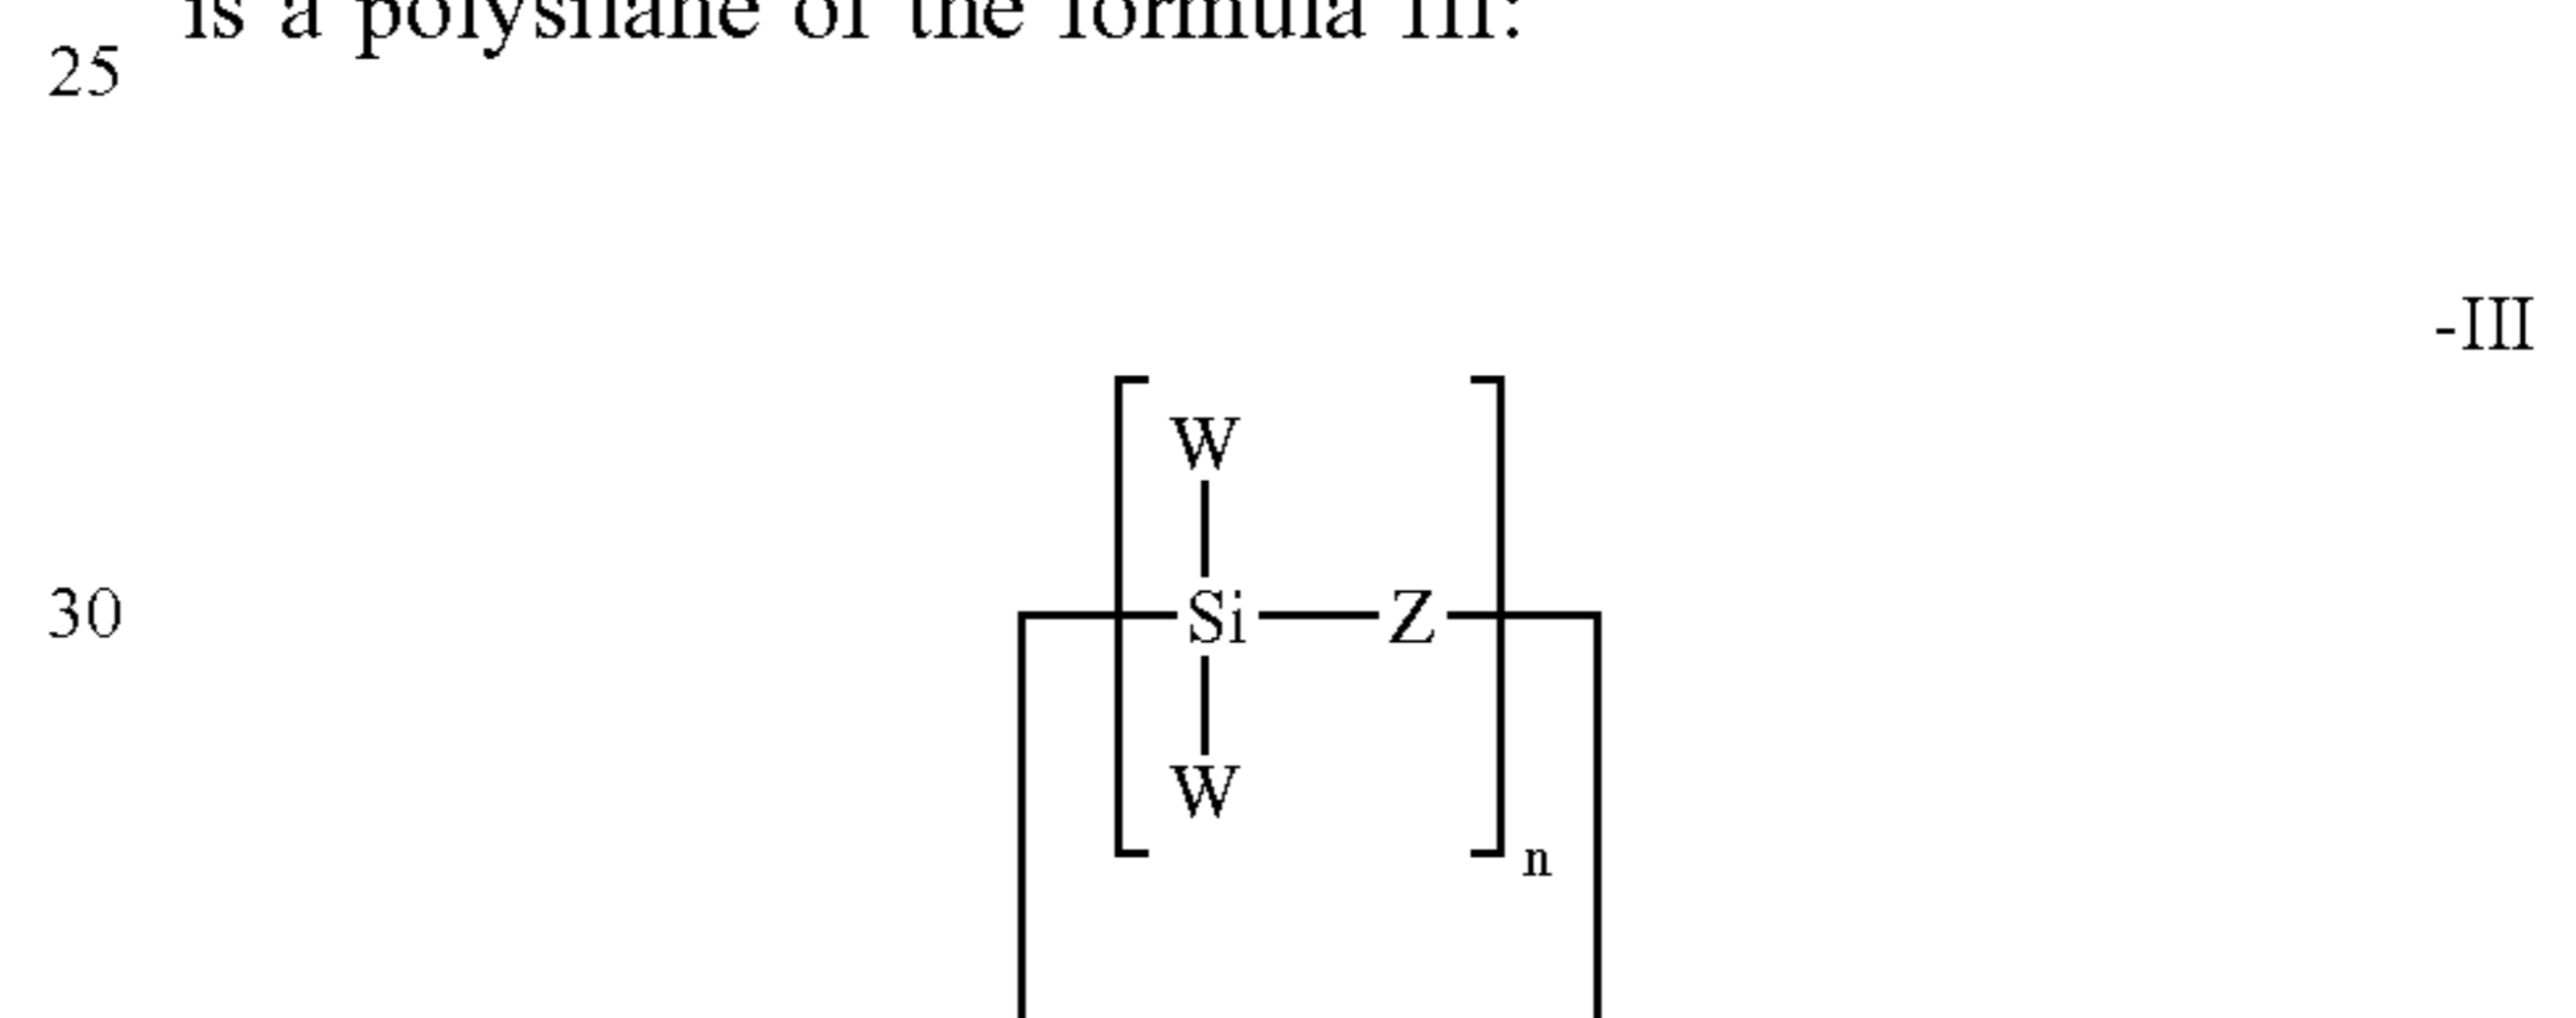 is a polysilane of the formula III:
25
-III
W
30
Si
Z
W
n